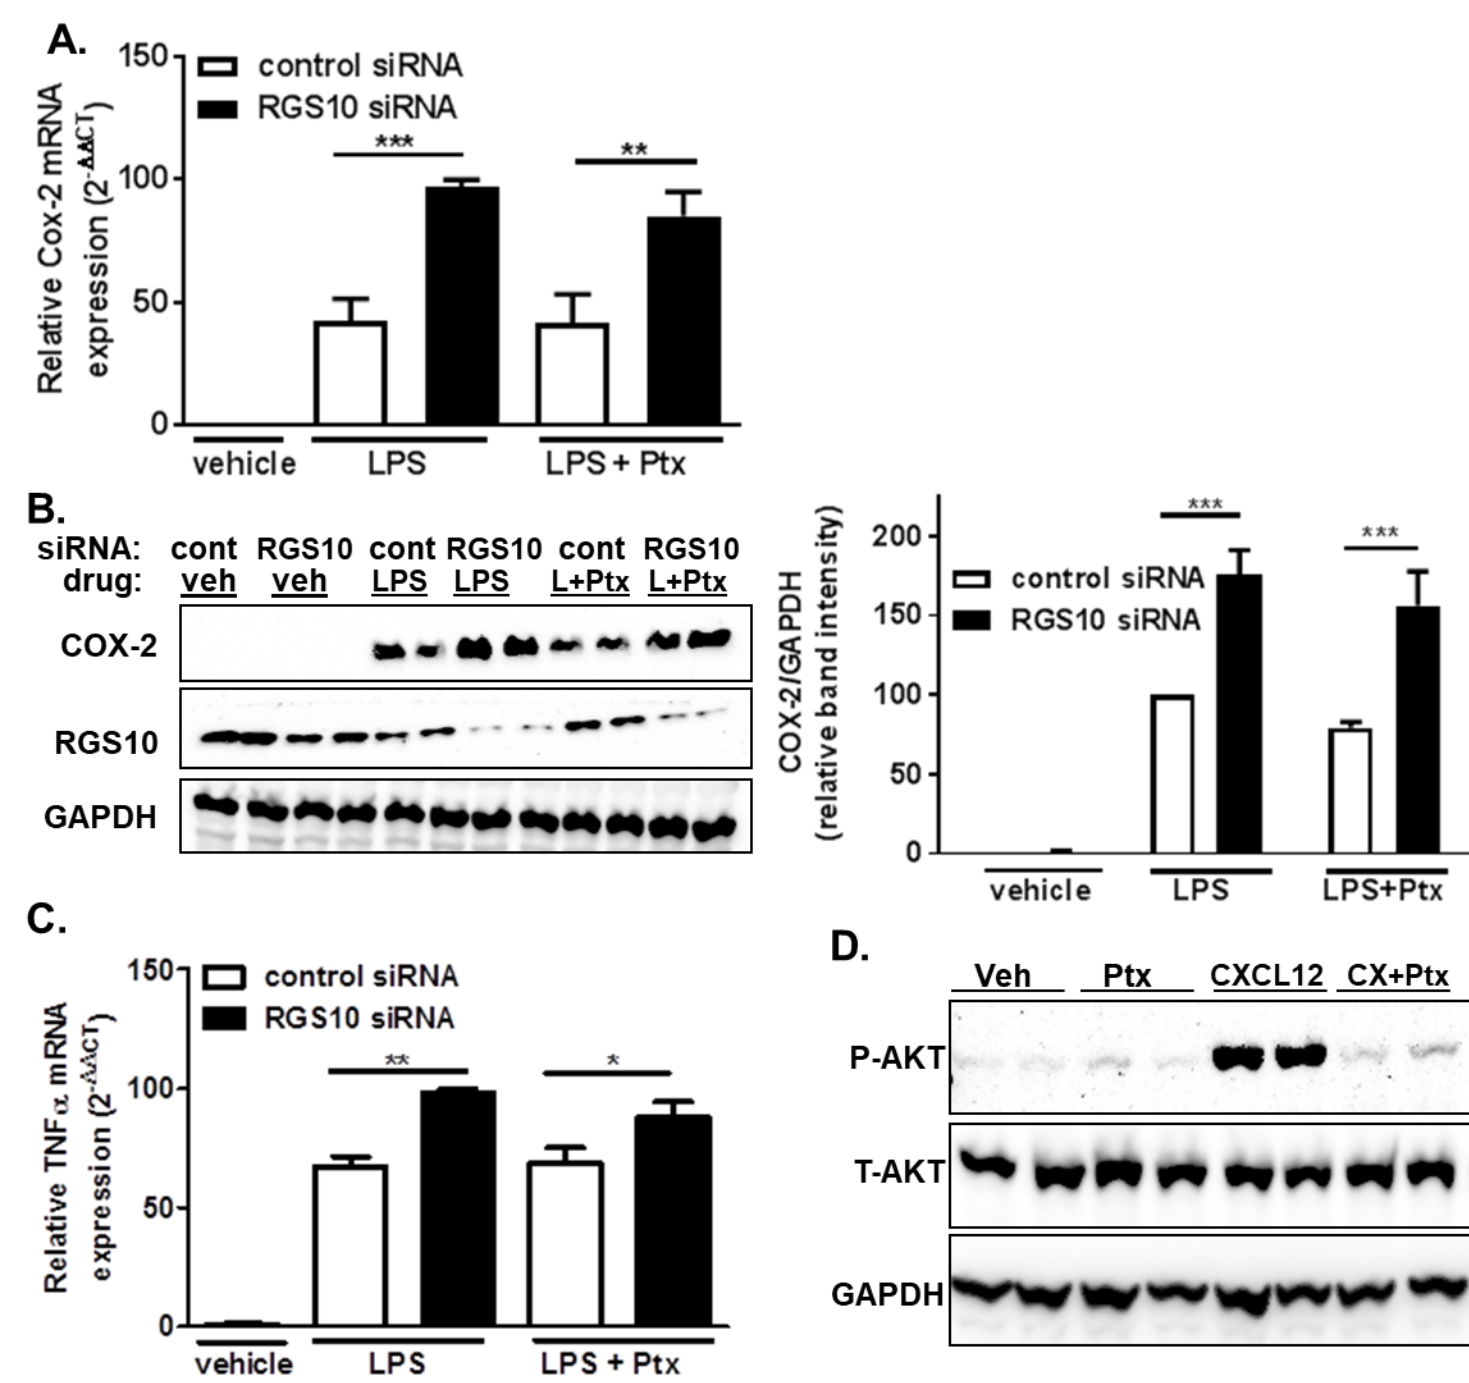 A.
150
100
50
0
Relative Cox-2 mRNA
expression (2-ΔΔCT)
control siRNA
RGS10 siRNA
***
**
vehicle LPS LPS + Ptx
B.
siRNA: cont RGS10 cont RGS10 cont RGS10
drug: veh veh LPS LPS L+Ptx L+Ptx
COX-2
RGS10
GAPDH
COX-2/GAPDH
(relative band intensity)
200
150
100
50
0
control siRNA
RGS10 siRNA
***
***
vehicle LPS LPS+Ptx
C.
150
100
50
0
Relative TNFα mRNA
expression (2-ΔΔCT)
control siRNA
RGS10 siRNA
**
*
vehicle LPS LPS + Ptx
D.
Veh Ptx CXCL12 CX+Ptx
P-AKT
T-AKT
GAPDH